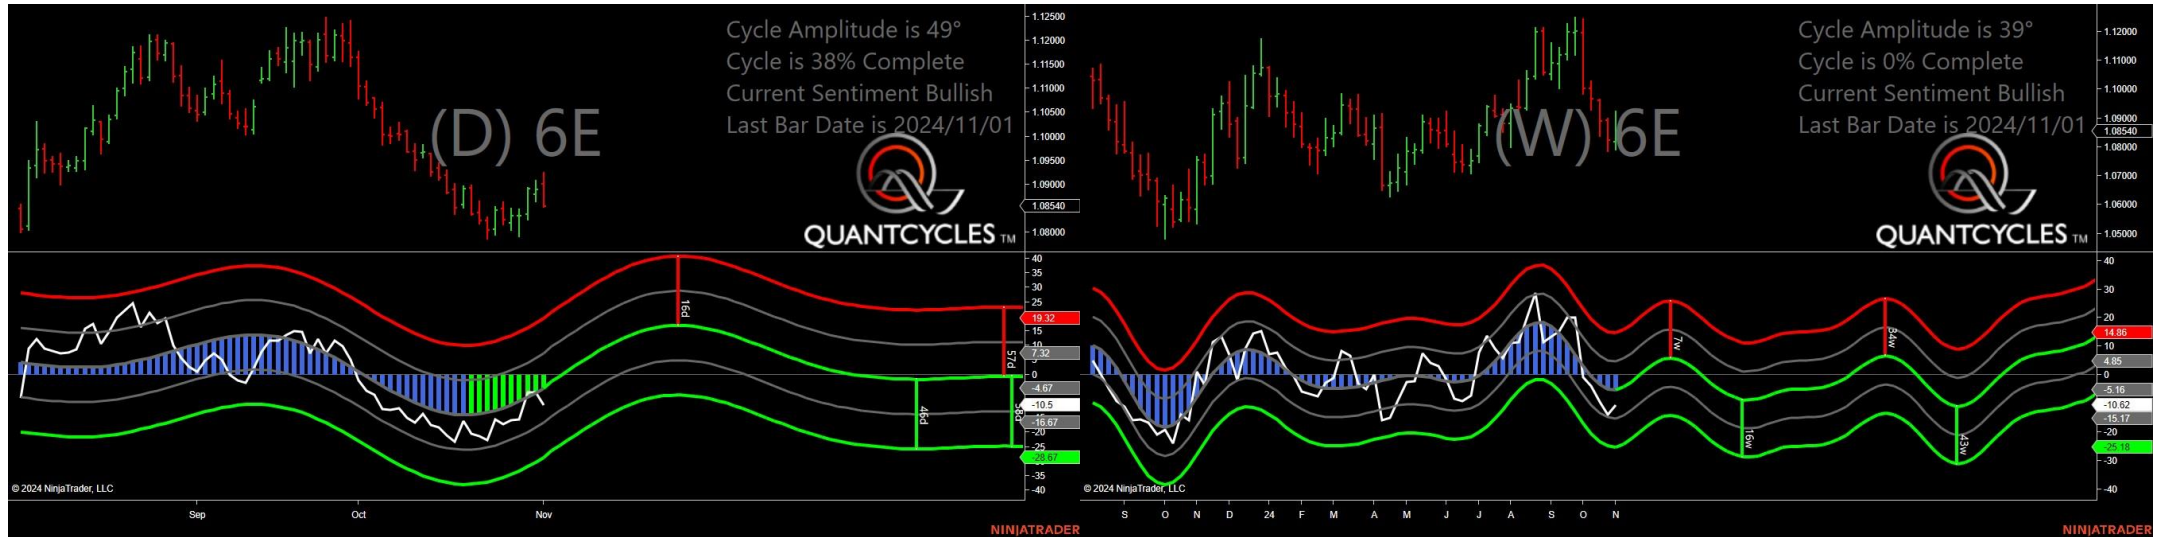 Cycle Amplitude is 49°
Cycle is 38% Complete
Current Sentiment Bullish
Last Bar Date is 2024/11/01
(D) 6E
QUANTCYCLES TM
1.12500
1.12000
1.11500
1.11000
1.10500
1.10000
1.09500
1.09000
1.08540
1.08000
40
35
30
25
19.32
15
10
7.32
0
-4.67
-10.5
-16.67
-20
-25
-28.67
-35
-40
16d
46d
57d
58d
© 2024 NinjaTrader, LLC
Sep
Oct
Nov
NINJATRADER
Cycle Amplitude is 39°
Cycle is 0% Complete
Current Sentiment Bullish
Last Bar Date is 2024/11/01
(W) 6E
QUANTCYCLES TM
1.12000
1.11000
1.10000
1.09000
1.08540
1.08000
1.07000
1.06000
1.05000
40
30
20
14.86
10
4.85
0
-5.16
-10.62
-15.17
-20
-25.18
-30
-40
7w
16w
34w
43w
© 2024 NinjaTrader, LLC
S
O
N
D
24
F
M
A
M
J
J
A
S
O
N
NINJATRADER